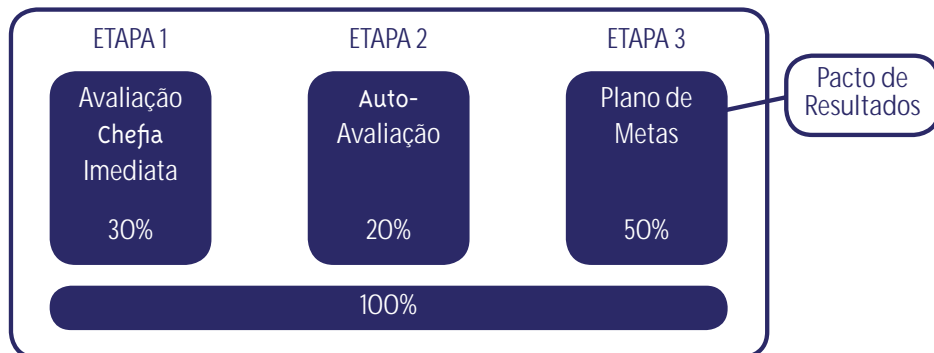 ETAPA 1
Avaliação
Chefia
Imediata
30%
ETAPA 2
Auto-
Avaliação
20%
ETAPA 3
Plano de
Metas
50%
Pacto de
Resultados
100%